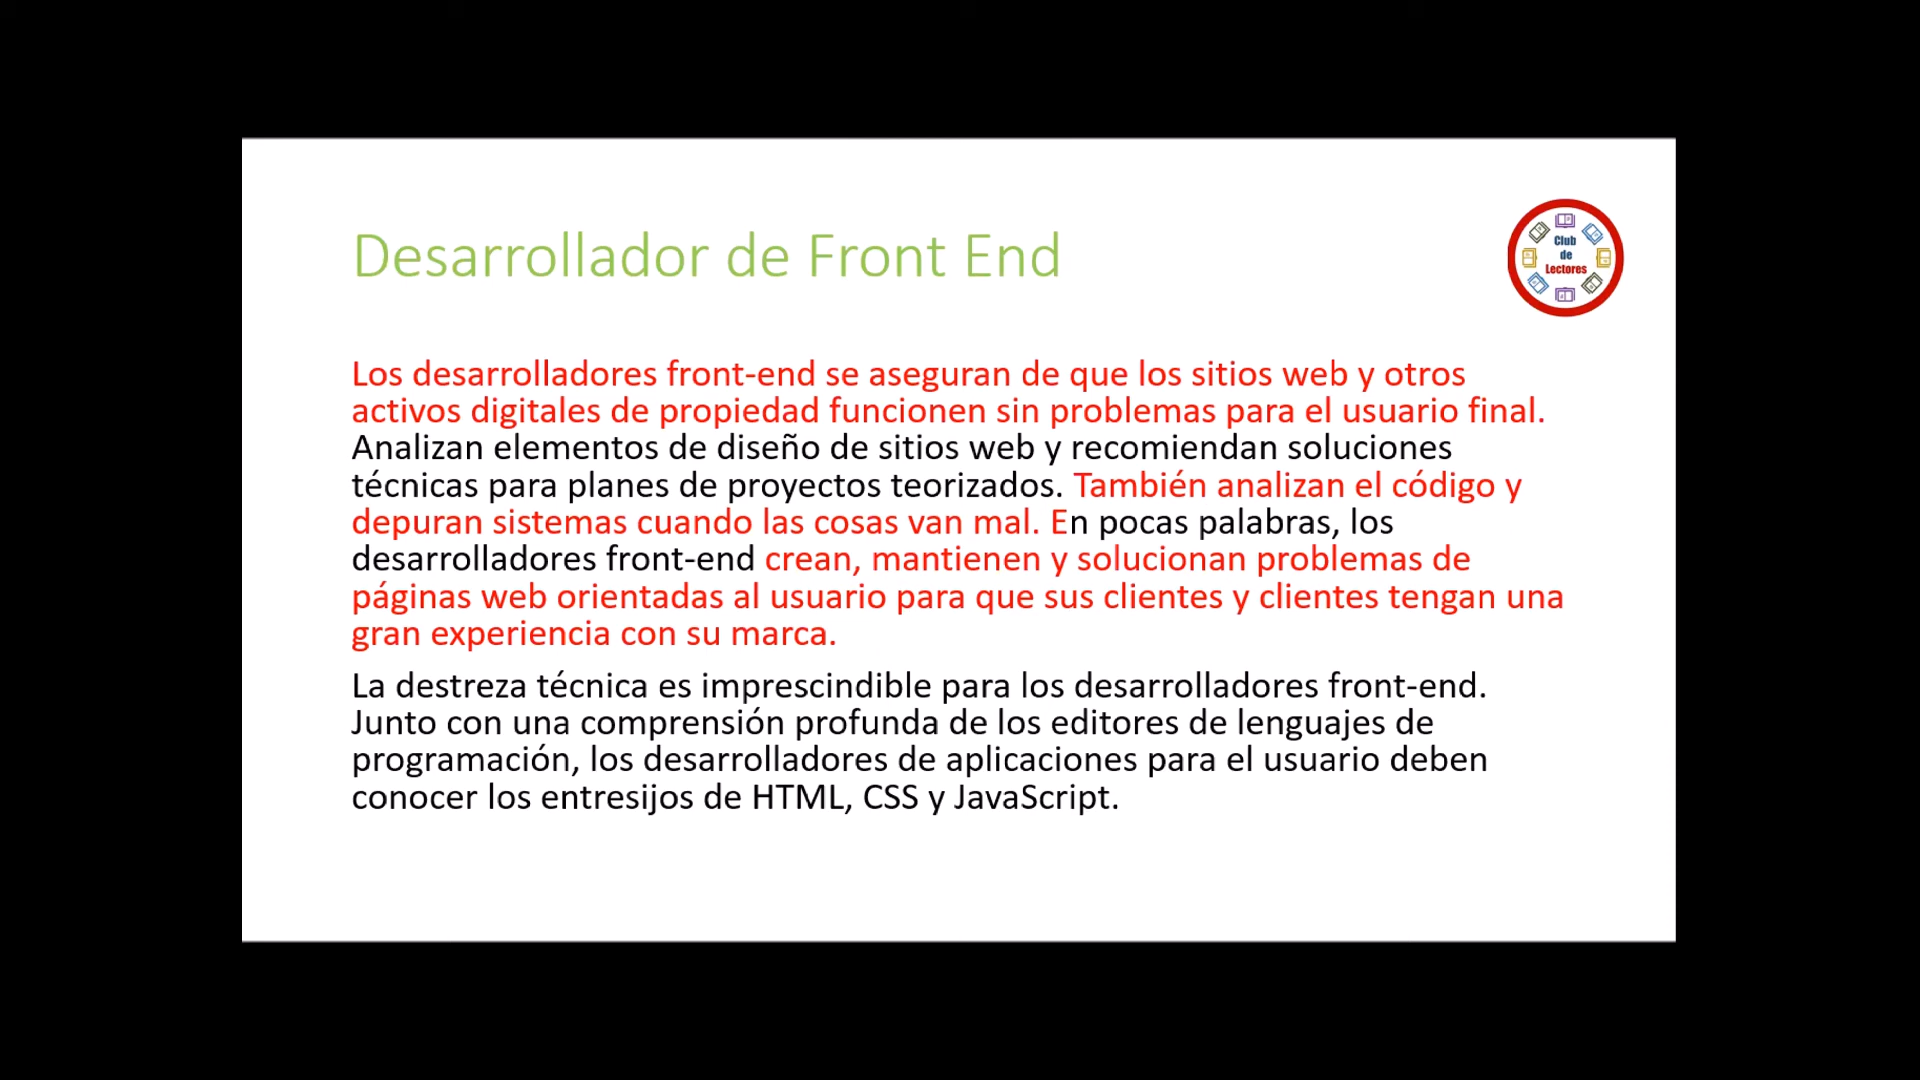 Desarrollador de Front End
Club
de
Lectores
Los desarrolladores front-end se aseguran de que los sitios web y otros
activos digitales de propiedad funcionen sin problemas para el usuario final.
Analizan elementos de diseño de sitios web y recomiendan soluciones
técnicas para planes de proyectos teorizados. También analizan el código y
depuran sistemas cuando las cosas van mal. En pocas palabras, los
desarrolladores front-end crean, mantienen y solucionan problemas de
páginas web orientadas al usuario para que sus clientes y clientes tengan una
gran experiencia con su marca.
La destreza técnica es imprescindible para los desarrolladores front-end.
Junto con una comprensión profunda de los editores de lenguajes de
programación, los desarrolladores de aplicaciones para el usuario deben
conocer los entresijos de HTML, CSS y JavaScript.